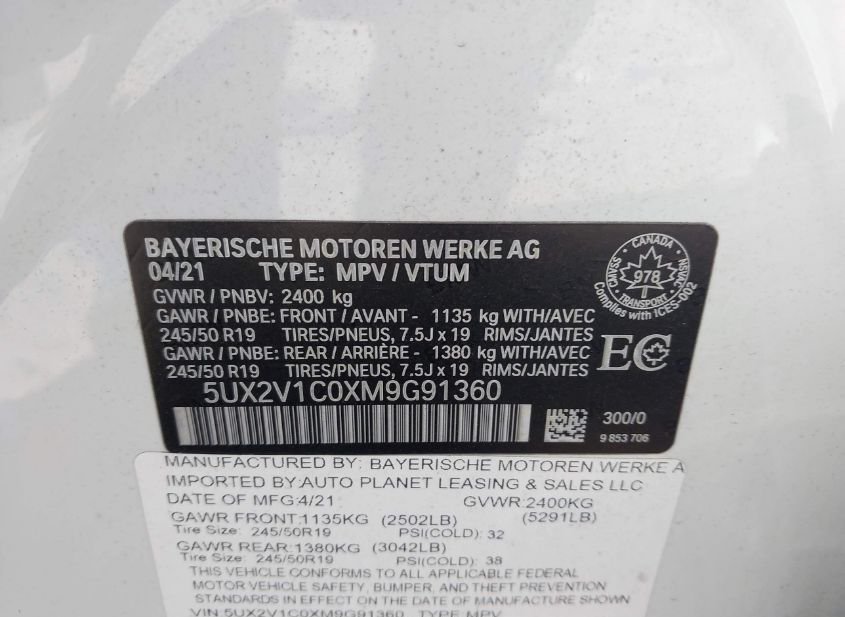 BAYERISCHE MOTOREN WERKE AG
04/21 TYPE: MPV / VTUM
GVWR / PNBV: 2400 kg
GAWR / PNBE: FRONT / AVANT - 1135 kg WITH/AVEC
245/50 R19 TIRES/PNEUS, 7.5J x 19 RIMS/JANTES
GAWR / PNBE: REAR / ARRIÈRE - 1380 kg WITH/AVEC
245/50 R19 TIRES/PNEUS, 7.5J x 19 RIMS/JANTES
5UX2V1C0XM9G91360
CANADA
CMVSS
NSVAC
978
TRANSPORT
Complies with ICES-002
EC
300/0
9 853 706
MANUFACTURED BY: BAYERISCHE MOTOREN WERKE A
IMPORTED BY:AUTO PLANET LEASING & SALES LLC
DATE OF MFG:4/21 GVWR:2400KG
(5291LB)
GAWR FRONT:1135KG (2502LB)
Tire Size: 245/50R19 PSI(COLD): 32
GAWR REAR:1380KG (3042LB)
Tire Size: 245/50R19 PSI(COLD): 38
THIS VEHICLE CONFORMS TO ALL APPLICABLE FEDERAL
MOTOR VEHICLE SAFETY, BUMPER, AND THEFT PREVENTION
STANDARDS IN EFFECT ON THE DATE OF MANUFACTURE SHOWN
VIN:5UX2V1C0XM9G91360 TYPE MPV